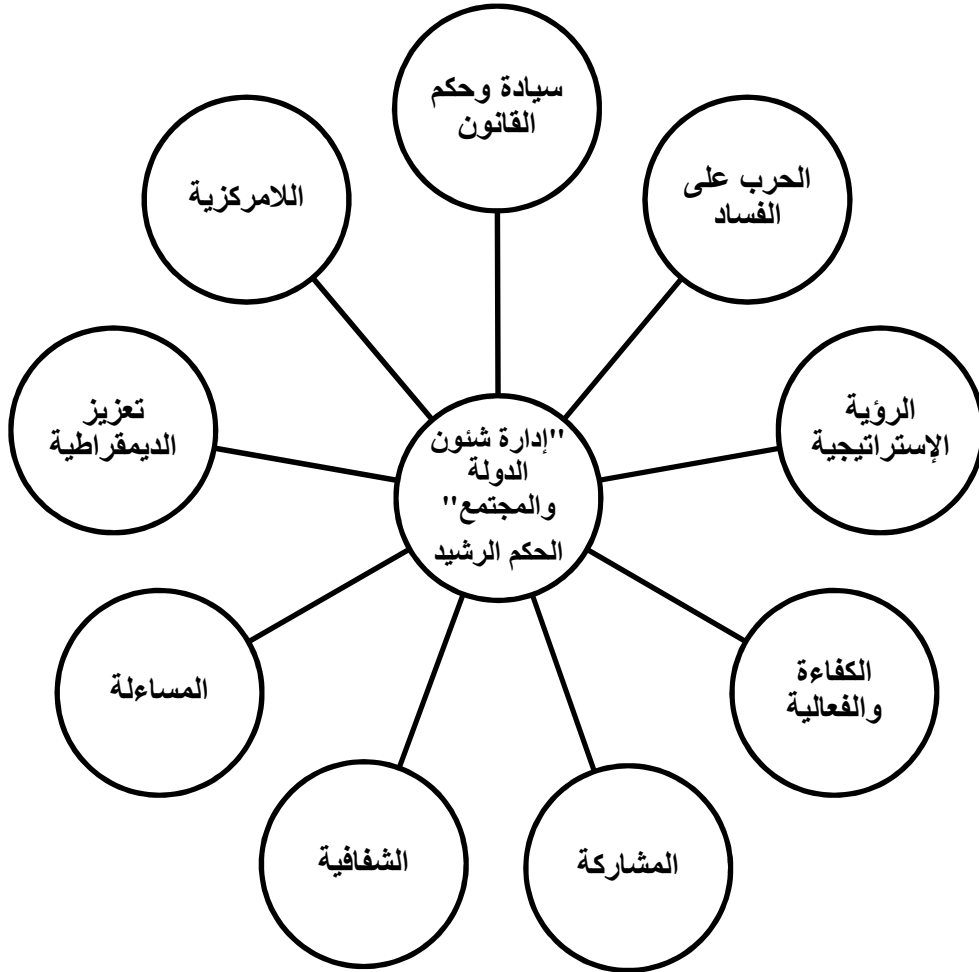 سيادة وحكم
القانون
الحرب على
الفساد
الرؤية
الإستراتيجية
الكفاءة
والفعالية
المشاركة
الشفافية
المساءلة
تعزيز
الديمقراطية
اللامركزية
"إدارة شئون
الدولة
والمجتمع"
الحكم الرشيد